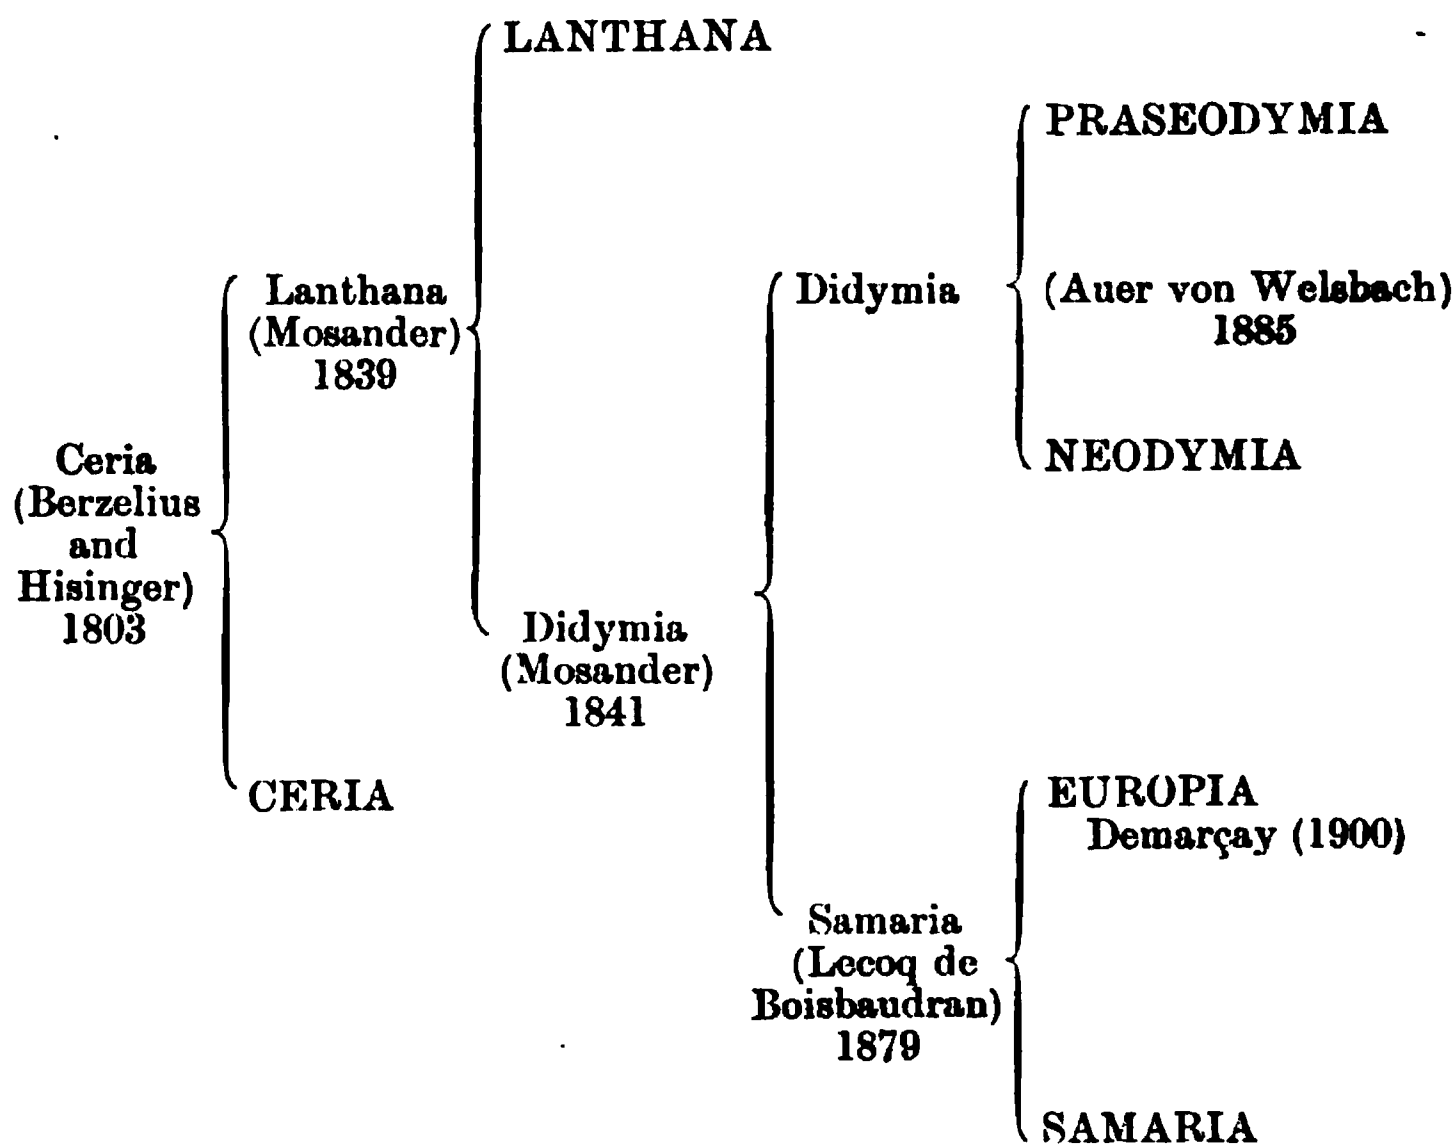 LANTHANA
PRASEODYMIA
Lanthana
(Mosander)
1839
Didymia
(Auer von Welsbach)
1885
Ceria
(Berzelius
and
Hisinger)
1803
NEODYMIA
Didymia
(Mosander)
1841
CERIA
EUROPIA
Demarçay (1900)
Samaria
(Lecoq de
Boisbaudran)
1879
SAMARIA